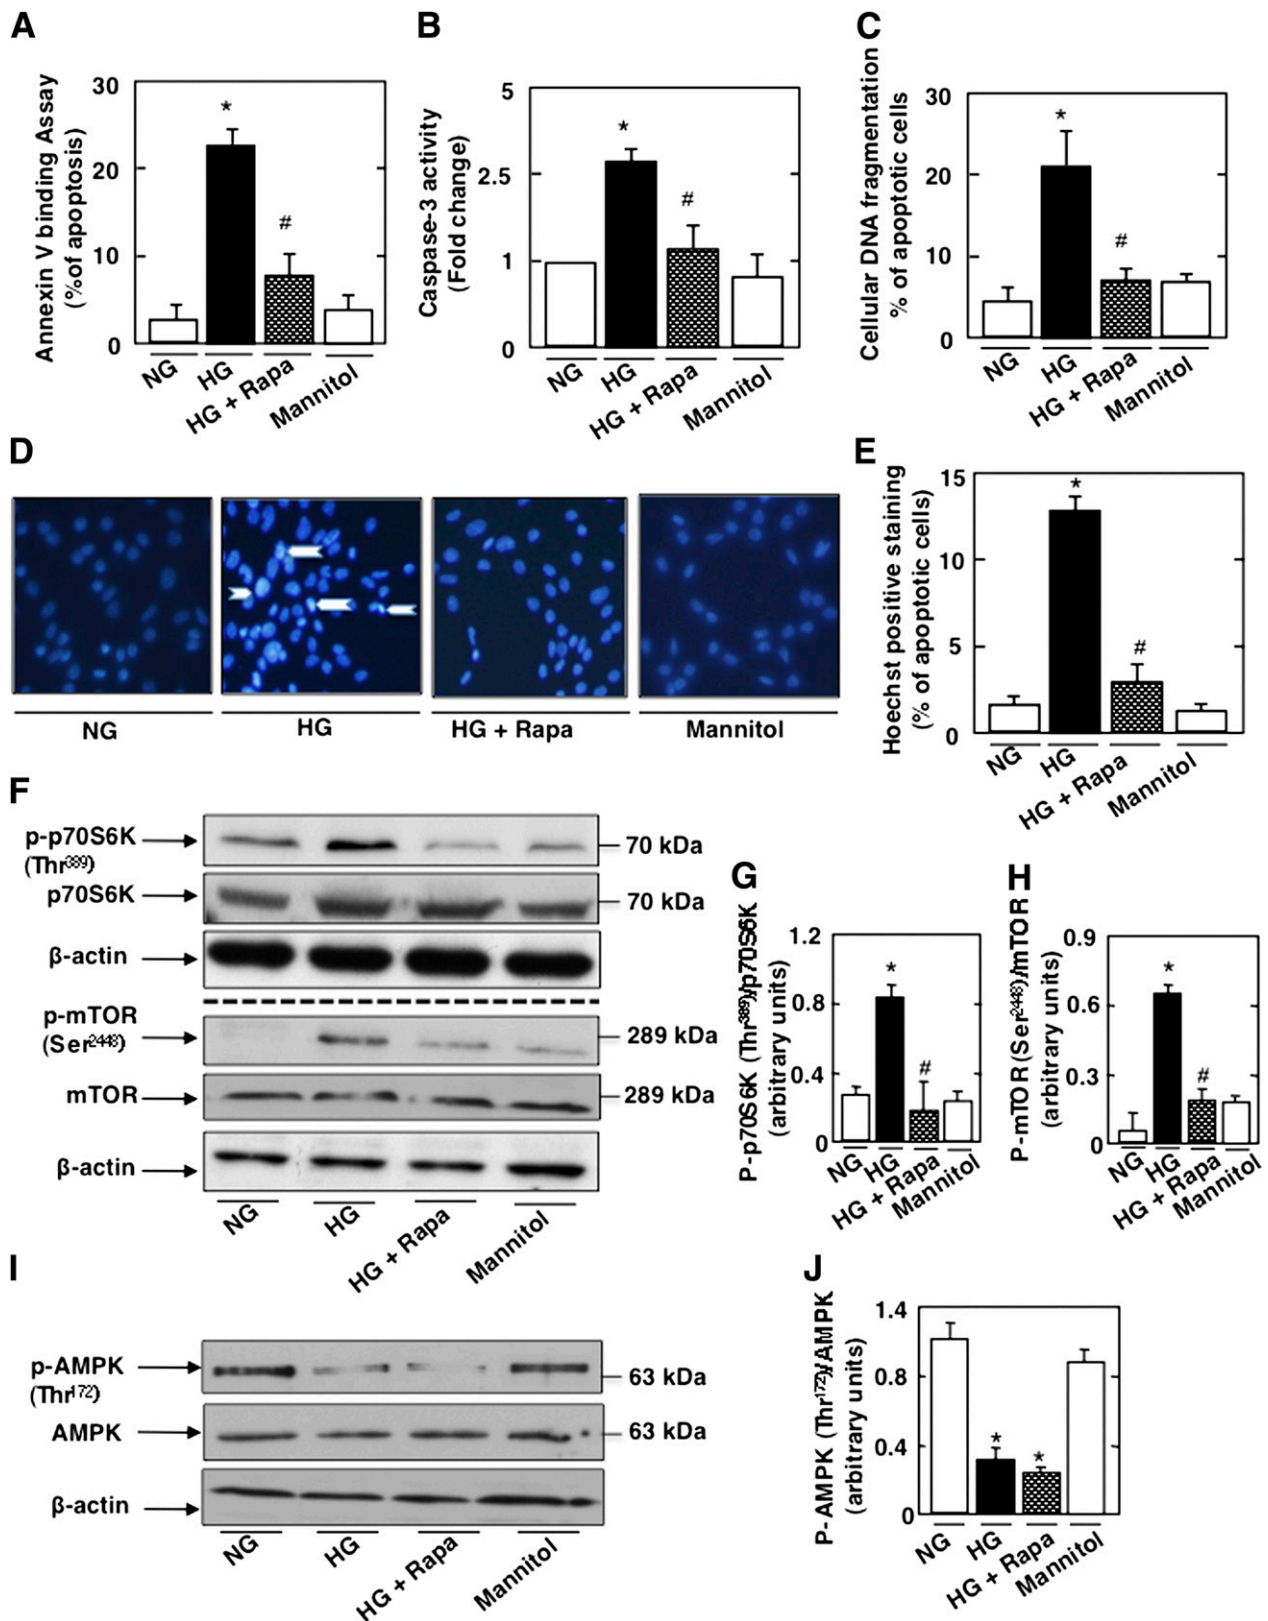 A
B
C
Annexin V binding Assay
(%of apoptosis)
30
20
10
0
*
#
NG
HG
HG + Rapa
Mannitol
Caspase-3 activity
(Fold change)
5
2.5
1
0
*
#
NG
HG
HG + Rapa
Mannitol
Cellular DNA fragmentation
% of apoptotic cells
30
20
10
0
*
#
NG
HG
HG + Rapa
Mannitol
D
NG
HG
HG + Rapa
Mannitol
E
Hoechst positive staining
(% of apoptotic cells)
15
10
5
0
*
#
NG
HG
HG + Rapa
Mannitol
F
p-p70S6K
(Thr389)
70 kDa
p70S6K
70 kDa
β-actin
p-mTOR
(Ser2448)
289 kDa
mTOR
289 kDa
β-actin
NG
HG
HG + Rapa
Mannitol
G
P-p70S6K (Thr389)/p70S6K
(arbitrary units)
1.2
0.8
0.4
0
*
#
NG
HG
HG + Rapa
Mannitol
H
P-mTOR(Ser2448)/mTOR
(arbitrary units)
0.9
0.6
0.3
0
*
#
NG
HG
HG + Rapa
Mannitol
I
p-AMPK
(Thr172)
63 kDa
AMPK
63 kDa
β-actin
NG
HG
HG + Rapa
Mannitol
J
P-AMPK (Thr172)/AMPK
(arbitrary units)
1.4
0.8
0.4
0
*
*
NG
HG
HG + Rapa
Mannitol